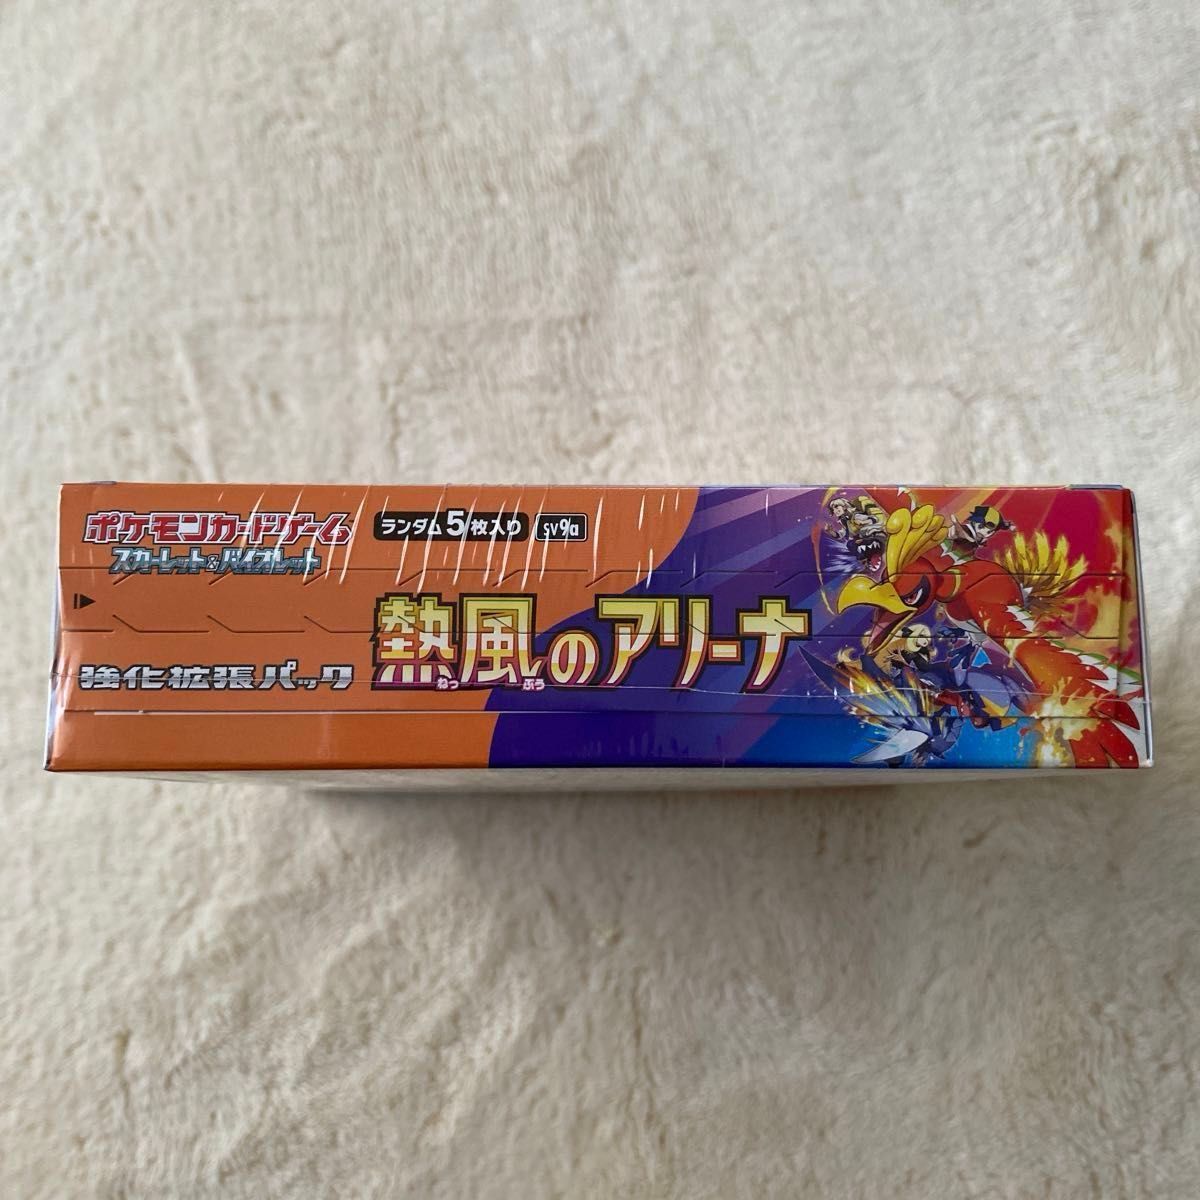 ポケモンカードゲーム
スカーレット&バイオレット
ランダム5枚入り
sv9a
強化拡張パック
熱風のアリーナ
ねっ ぷう